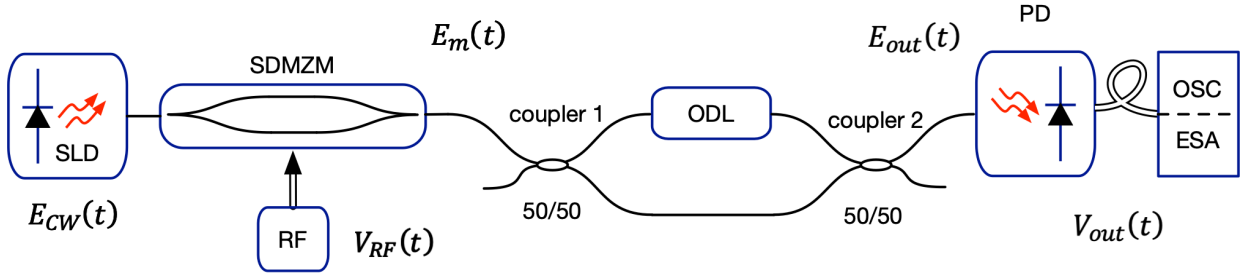 PD
E_m(t)
E_out(t)
SDMZM
OSC
coupler 1
ODL
coupler 2
SLD
ESA
50/50
50/50
E_CW(t)
RF
V_RF(t)
V_out(t)